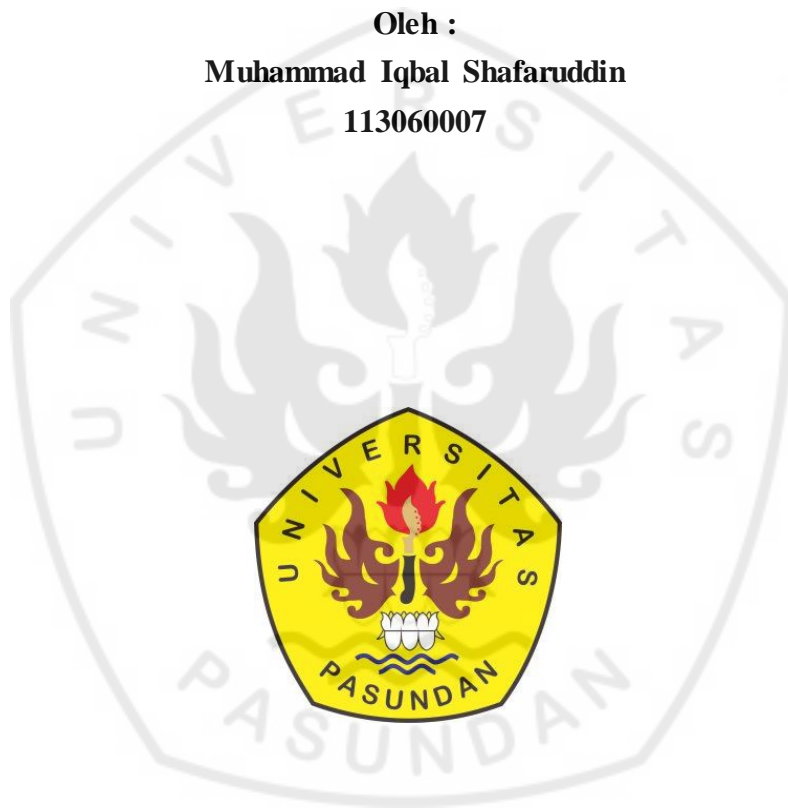 Oleh :
Muhammad Iqbal Shafaruddin
113060007
UNIVERSITAS
PASUNDAN
UNIVERSITAS
PASUNDAN